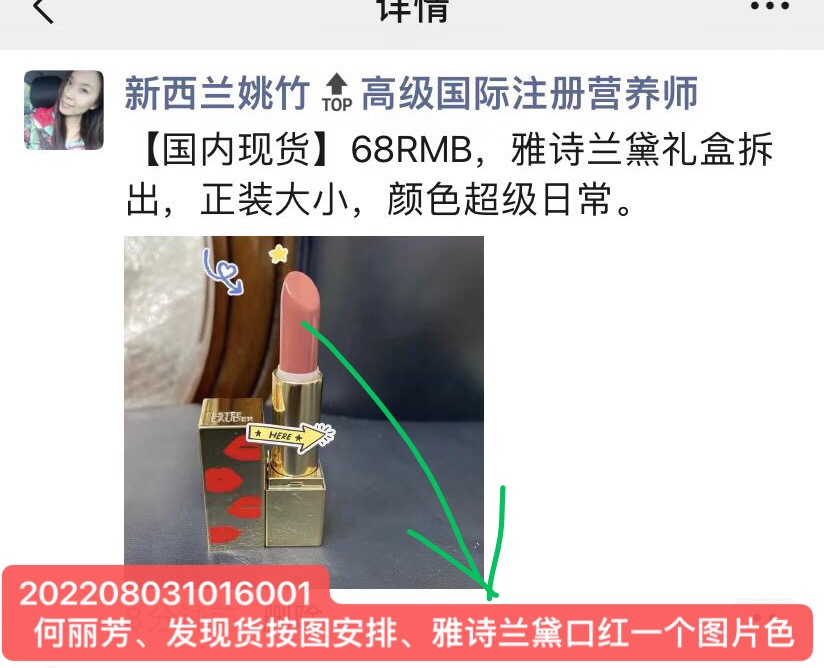 详情
新西兰姚竹 TOP 高级国际注册营养师
【国内现货】68RMB，雅诗兰黛礼盒拆
出，正装大小，颜色超级日常。
ESTEE
LAUDER
HERE
202208031016001
何丽芳、发现货按图安排、雅诗兰黛口红一个图片色